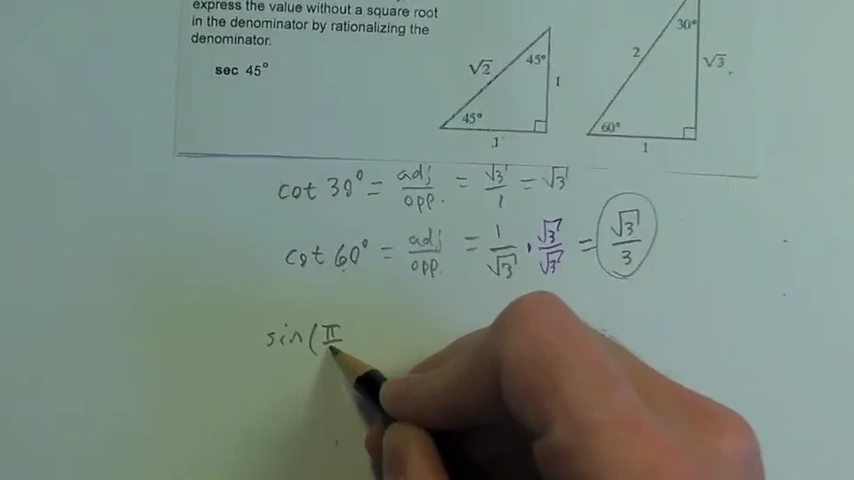 express the value without a square root
in the denominator by rationalizing the
denominator.
sec 45°
√2
45°
1
45°
1
30°
2
√3
60°
1
cot 30° = adj/opp. = √3/1 = √3
cot 60° = adj/opp. = 1/√3 · √3/√3 = √3/3
sin(π